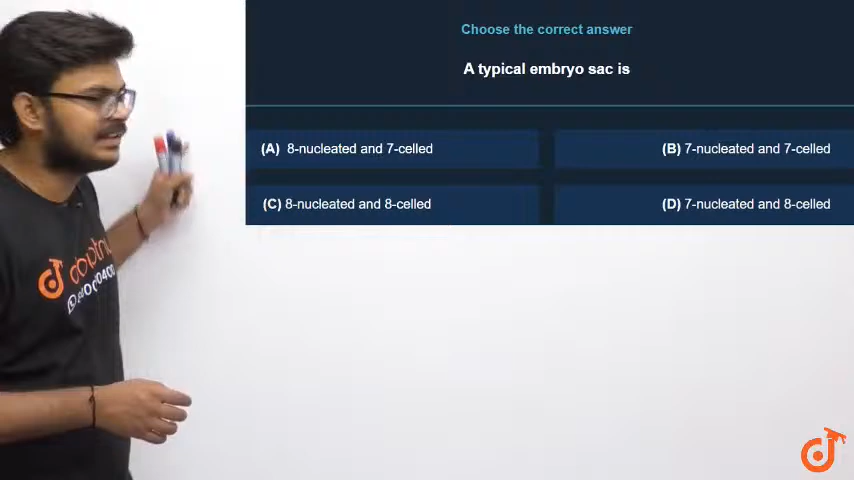 Choose the correct answer
A typical embryo sac is
(A) 8-nucleated and 7-celled
(B) 7-nucleated and 7-celled
(C) 8-nucleated and 8-celled
(D) 7-nucleated and 8-celled